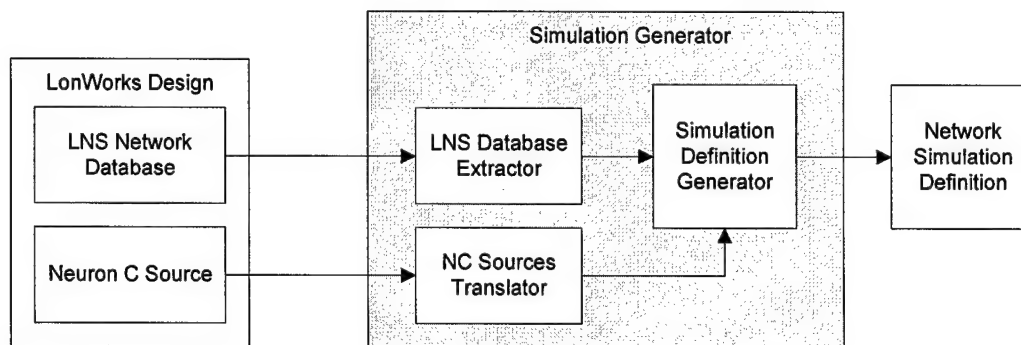 Simulation Generator
LonWorks Design
LNS Network
Database
LNS Database
Extractor
Simulation
Definition
Generator
Network
Simulation
Definition
Neuron C Source
NC Sources
Translator